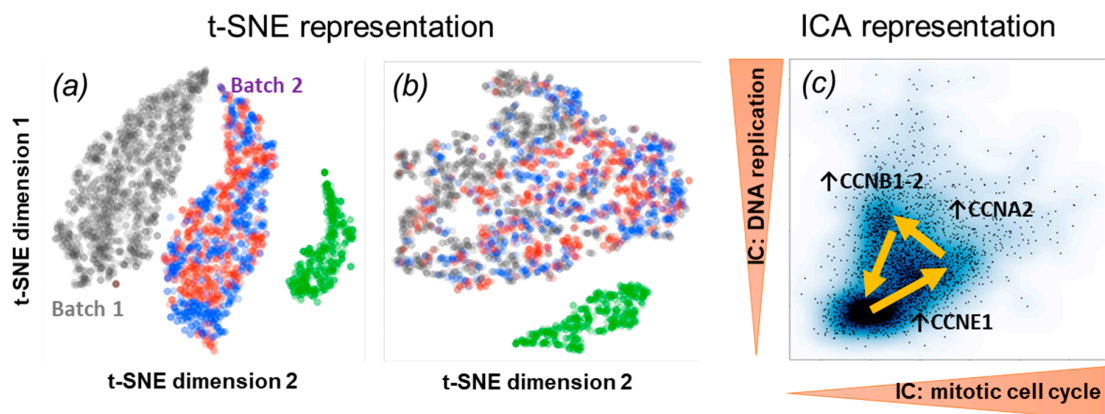 t-SNE representation
ICA representation
(a)
Batch 2
(b)
(c)
t-SNE dimension 1
IC: DNA replication
↑CCNB1-2
↑CCNA2
Batch 1
↑CCNE1
t-SNE dimension 2
t-SNE dimension 2
IC: mitotic cell cycle